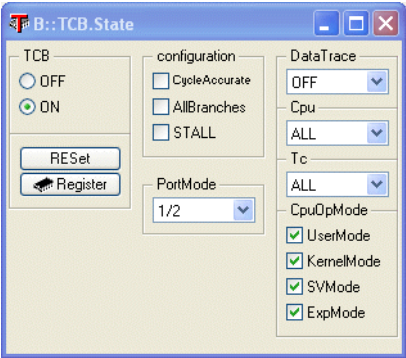 B::TCB.State
TCB
OFF
ON
RESet
Register
configuration
CycleAccurate
AllBranches
STALL
PortMode
1/2
DataTrace
OFF
Cpu
ALL
Tc
ALL
CpuOpMode
UserMode
KernelMode
SVMode
ExpMode